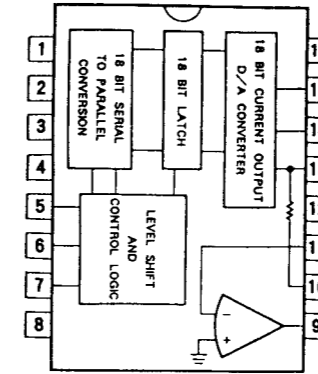 1
2
3
4
5
6
7
8
18 BIT SERIAL
TO PARALLEL
CONVERSION
18 BIT LATCH
18 BIT CURRENT OUTPUT
D/A CONVERTER
LEVEL SHIFT
AND
CONTROL LOGIC
-
+
9